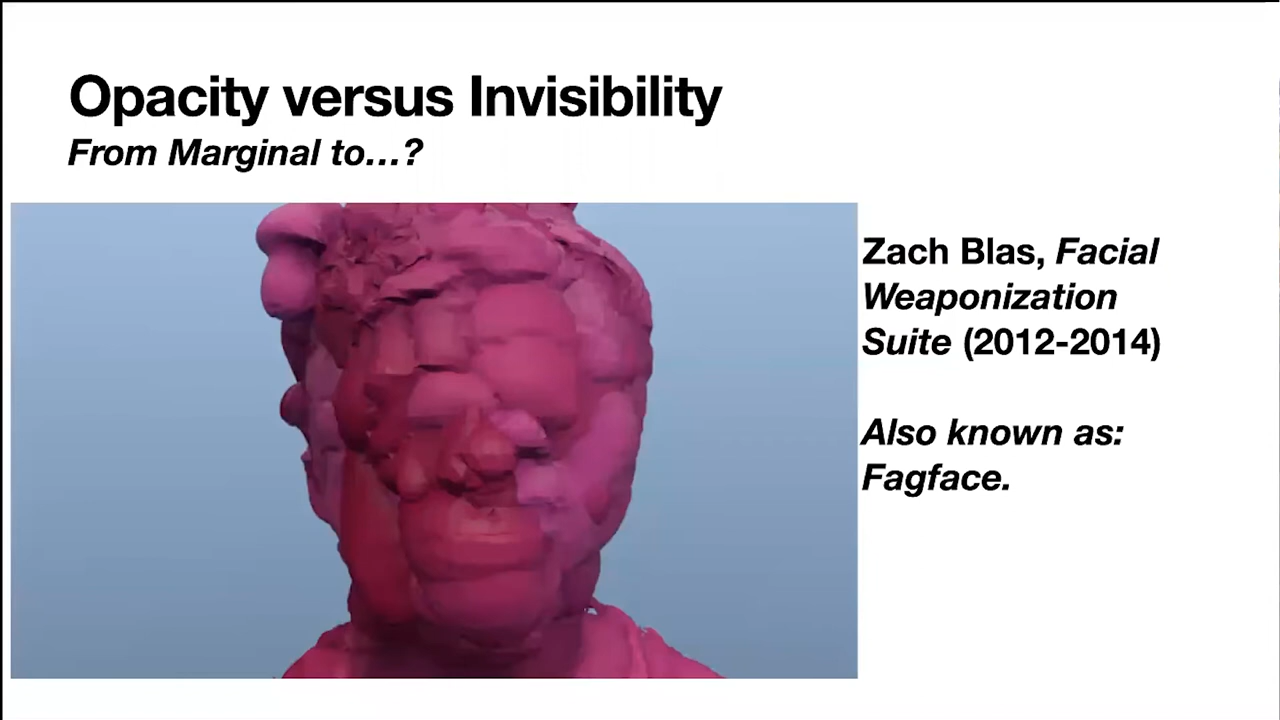 Opacity versus Invisibility
From Marginal to…?
Zach Blas, Facial
Weaponization
Suite (2012-2014)
Also known as:
Fagface.